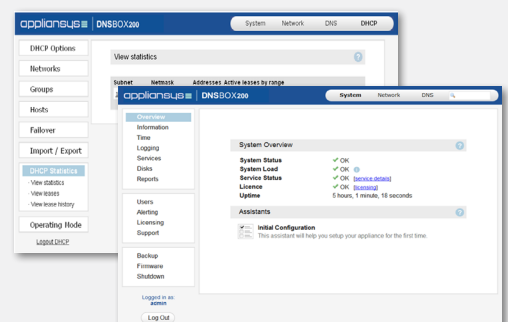 appliansys DNSBOX200
System Network DNS DHCP
DHCP Options
Networks
Groups
Hosts
Failover
Import / Export
DHCP Statistics
· View statistics
· View leases
· View lease history
Operating Mode
Logout DHCP
View statistics
Subnet Netmask Addresses Active leases by range
appliansys DNSBOX200
System Network DNS
Overview
Information
Time
Logging
Services
Disks
Reports
Users
Alerting
Licensing
Support
Backup
Firmware
Shutdown
Logged in as:
admin
Log Out
System Overview
System Status ✔ OK
System Load ✔ OK
Service Status ✔ OK [service details]
Licence ✔ OK [licensing]
Uptime 5 hours, 1 minute, 18 seconds
Assistants
Initial Configuration
This assistant will help you setup your appliance for the first time.